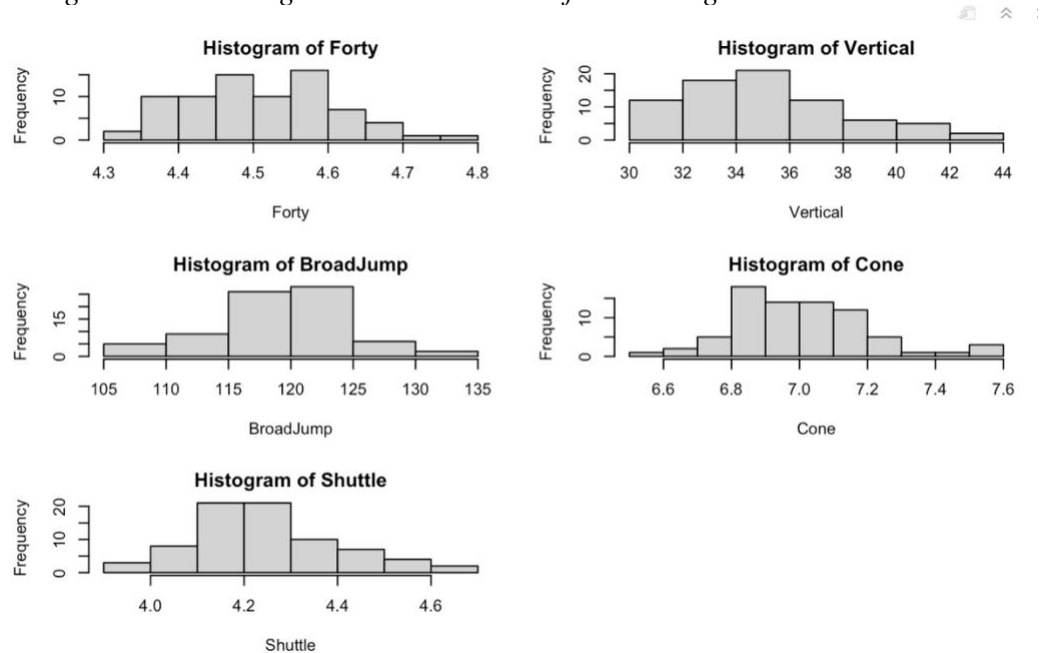 Histogram of Forty
Frequency
0 10
4.3 4.4 4.5 4.6 4.7 4.8
Forty
Histogram of Vertical
Frequency
0 10 20
30 32 34 36 38 40 42 44
Vertical
Histogram of BroadJump
Frequency
0 15
105 110 115 120 125 130 135
BroadJump
Histogram of Cone
Frequency
0 10
6.6 6.8 7.0 7.2 7.4 7.6
Cone
Histogram of Shuttle
Frequency
0 10 20
4.0 4.2 4.4 4.6
Shuttle